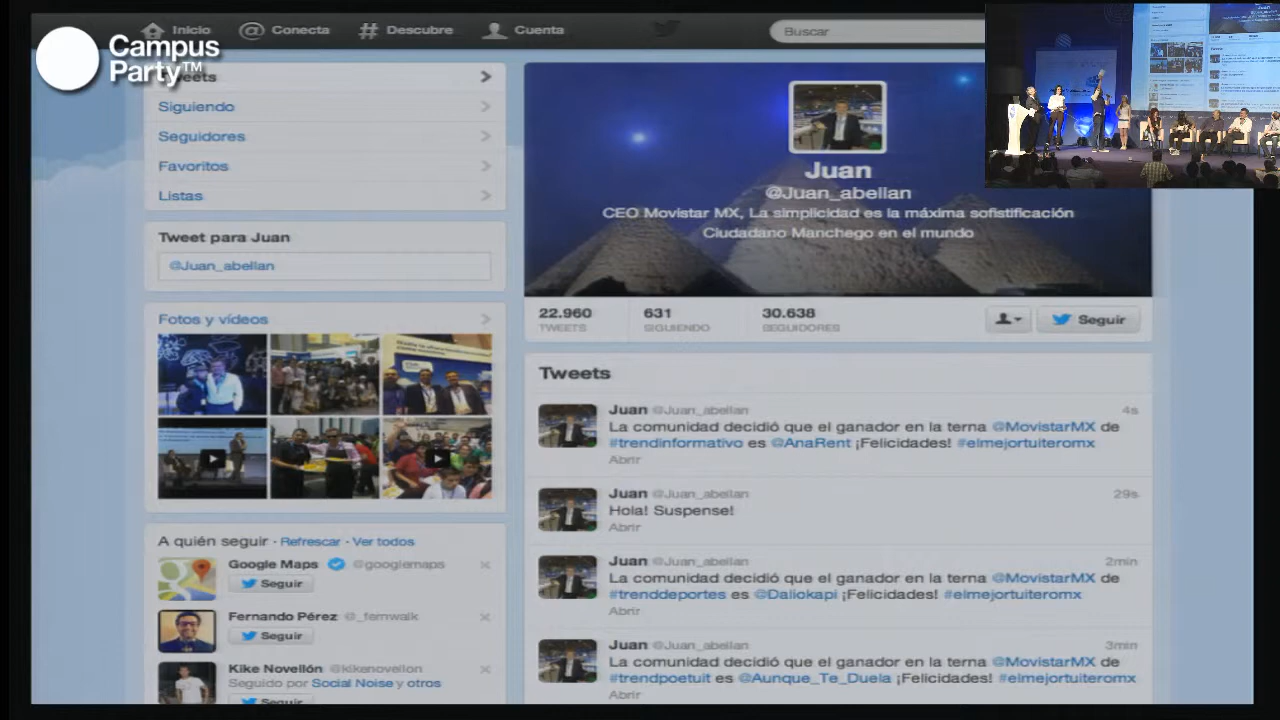 Inicio
Conecta
Descubre
Cuenta
Buscar
Campus
Party™
Tweets
Siguiendo
Seguidores
Favoritos
Listas
Tweet para Juan
@Juan_abellan
Fotos y vídeos
A quién seguir · Refrescar · Ver todos
Google Maps @googlemaps
Seguir
Fernando Pérez @_fernwalk
Seguir
Kike Novellón @kikenovellon
Seguido por Social Noise y otros
Seguir
Juan
@Juan_abellan
CEO Movistar MX, La simplicidad es la máxima sofistificación
Ciudadano Manchego en el mundo
22.960
TWEETS
631
SIGUIENDO
30.638
SEGUIDORES
Seguir
Tweets
Juan @Juan_abellan 4s
La comunidad decidió que el ganador en la terna @MovistarMX de
#trendinformativo es @AnaRent ¡Felicidades! #elmejortuiteromx
Abrir
Juan @Juan_abellan 29s
Hola! Suspense!
Abrir
Juan @Juan_abellan 2min
La comunidad decidió que el ganador en la terna @MovistarMX de
#trenddeportes es @Daliokapi ¡Felicidades! #elmejortuiteromx
Abrir
Juan @Juan_abellan 3min
La comunidad decidió que el ganador en la terna @MovistarMX de
#trendpoetuit es @Aunque_Te_Duela ¡Felicidades! #elmejortuiteromx
Abrir